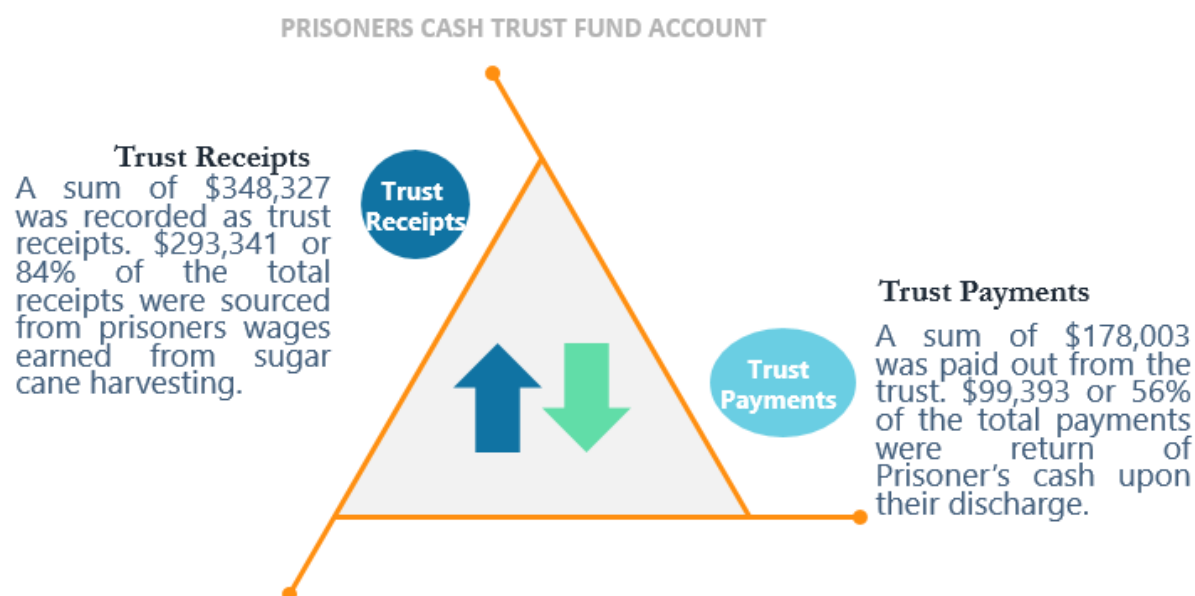 PRISONERS CASH TRUST FUND ACCOUNT
Trust Receipts
A sum of $348,327
was recorded as trust
receipts. $293,341 or
84% of the total
receipts were sourced
from prisoners wages
earned from sugar
cane harvesting.
Trust
Receipts
Trust Payments
A sum of $178,003
was paid out from the
trust. $99,393 or 56%
of the total payments
were return of
Prisoner’s cash upon
their discharge.
Trust
Payments